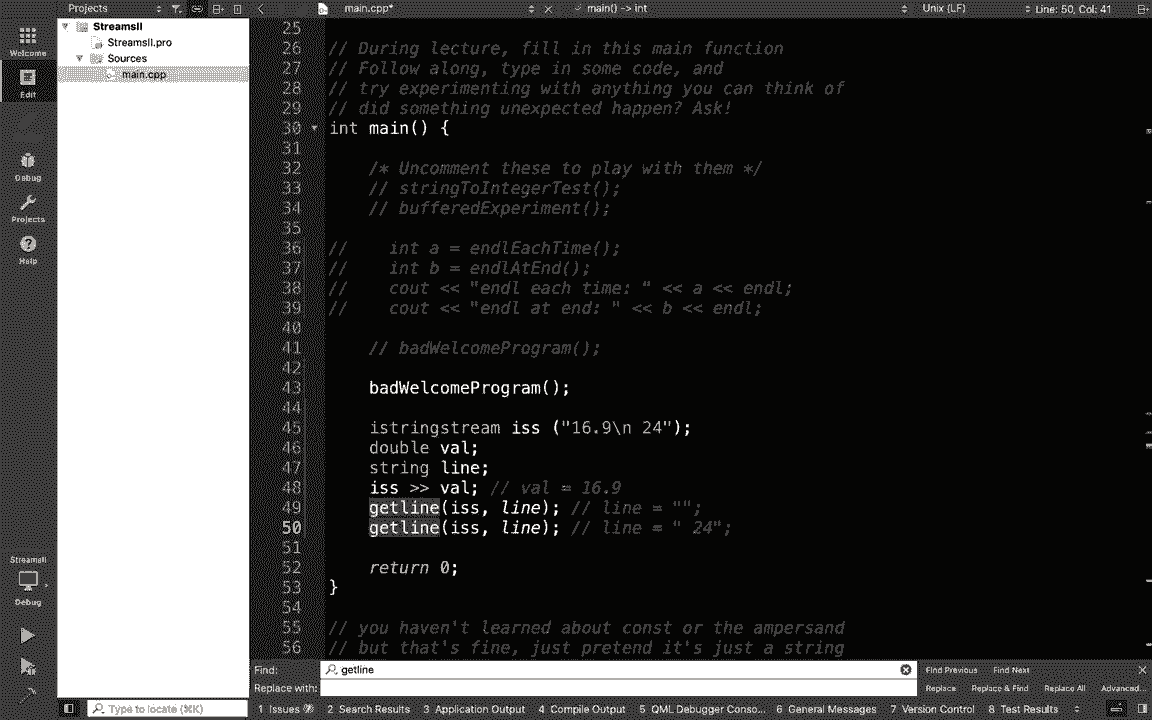 Projects
main.cpp*
main() -> int
Unix (LF)
Line: 50, Col: 41
StreamsII
StreamsII.pro
Sources
main.cpp
Welcome
Edit
Debug
Projects
Help
StreamsII
Debug
25
26 // During lecture, fill in this main function
27 // Follow along, type in some code, and
28 // try experimenting with anything you can think of
29 // did something unexpected happen? Ask!
30 int main() {
31
32 /* Uncomment these to play with them */
33 // stringToIntegerTest();
34 // bufferedExperiment();
35
36 // int a = endlEachTime();
37 // int b = endlAtEnd();
38 // cout << "endl each time: " << a << endl;
39 // cout << "endl at end: " << b << endl;
40
41 // badWelcomeProgram();
42
43 badWelcomeProgram();
44
45 istringstream iss ("16.9\n 24");
46 double val;
47 string line;
48 iss >> val; // val = 16.9
49 getline(iss, line); // line = "";
50 getline(iss, line); // line = " 24";
51
52 return 0;
53 }
54
55 // you haven't learned about const or the ampersand
56 // but that's fine, just pretend it's just a string
Find: getline
Find Previous Find Next
Replace with:
Replace Replace & Find Replace All Advanced...
Type to locate (⌘K)
1 Issues 2 Search Results 3 Application Output 4 Compile Output 5 QML Debugger Conso... 6 General Messages 7 Version Control 8 Test Results